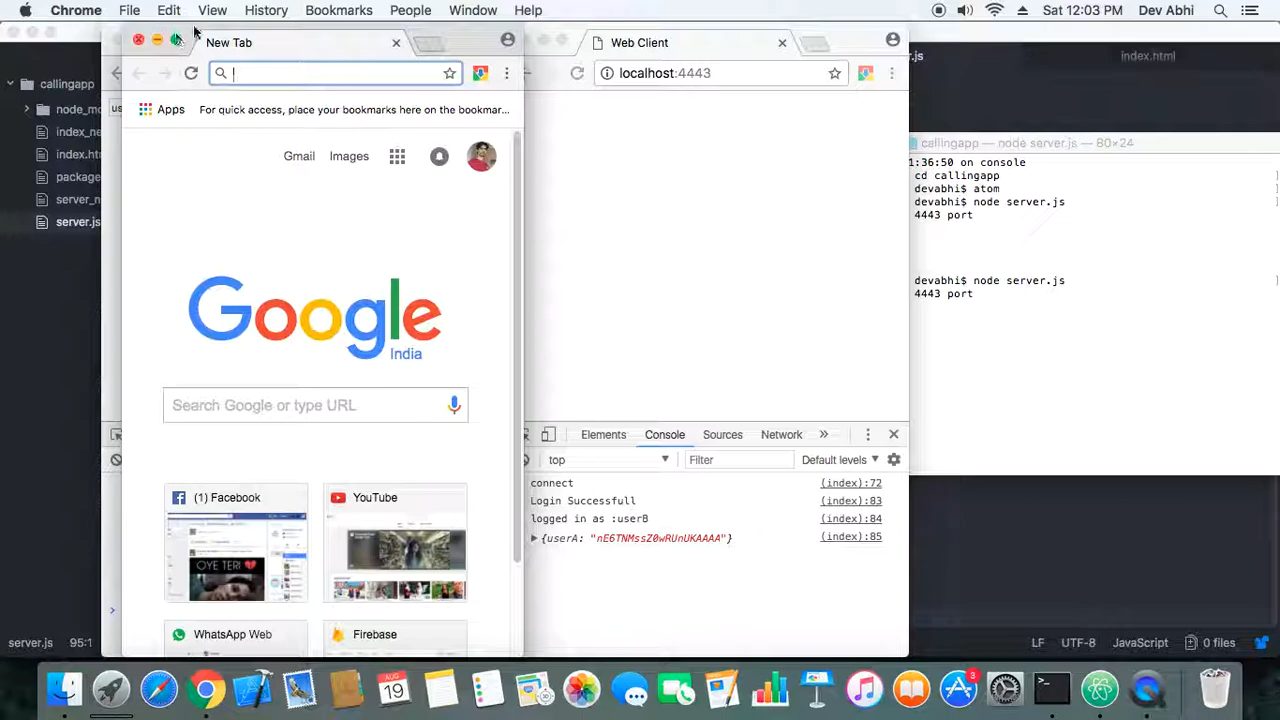 Chrome File Edit View History Bookmarks People Window Help Sat 12:03 PM Dev Abhi
New Tab
Web Client
index.html
localhost:4443
callingapp
Apps For quick access, place your bookmarks here on the bookmar...
index.ht
package
server_n
server.js
Gmail Images
callingapp — node server.js — 80×24
1:36:50 on console
cd callingapp
devabhi$ atom
devabhi$ node server.js
4443 port
devabhi$ node server.js
4443 port
Google
India
Search Google or type URL
Elements Console Sources Network »
top Filter Default levels
connect (index):72
Login Successfull (index):83
logged in as :userB (index):84
{userA: "nE6TNMssZ0wRUnUKAAAA"} (index):85
(1) Facebook YouTube
OYE TERI
WhatsApp Web Firebase
server.js 95:1 LF UTF-8 JavaScript 0 files
AUG
19
3